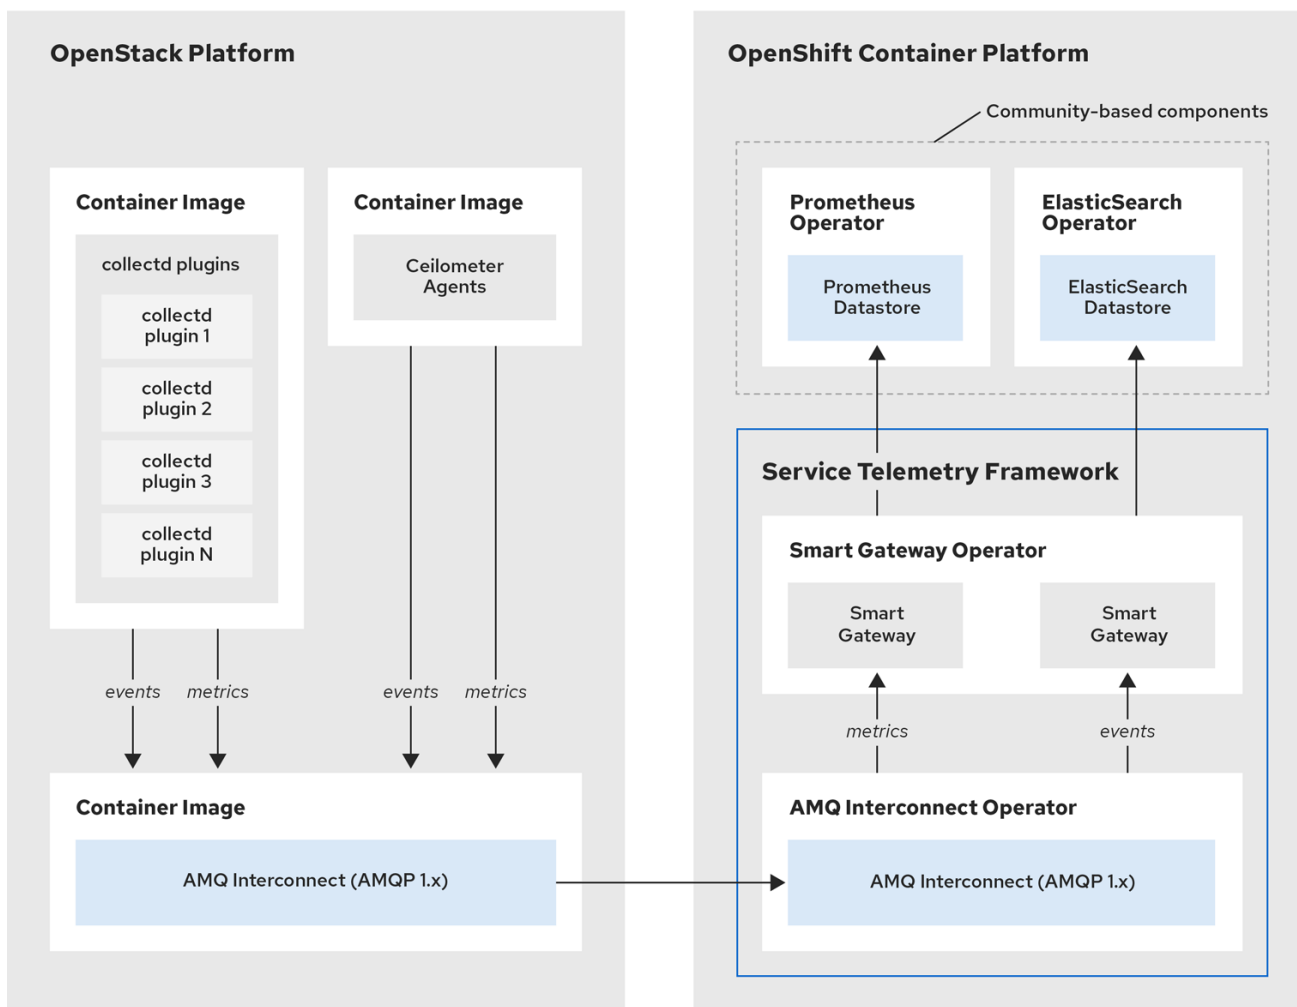 OpenStack Platform
Container Image
collectd plugins
collectd
plugin 1
collectd
plugin 2
collectd
plugin 3
collectd
plugin N
Container Image
Ceilometer
Agents
events
metrics
events
metrics
Container Image
AMQ Interconnect (AMQP 1.x)
OpenShift Container Platform
Community-based components
Prometheus
Operator
Prometheus
Datastore
ElasticSearch
Operator
ElasticSearch
Datastore
Service Telemetry Framework
Smart Gateway Operator
Smart
Gateway
Smart
Gateway
metrics
events
AMQ Interconnect Operator
AMQ Interconnect (AMQP 1.x)